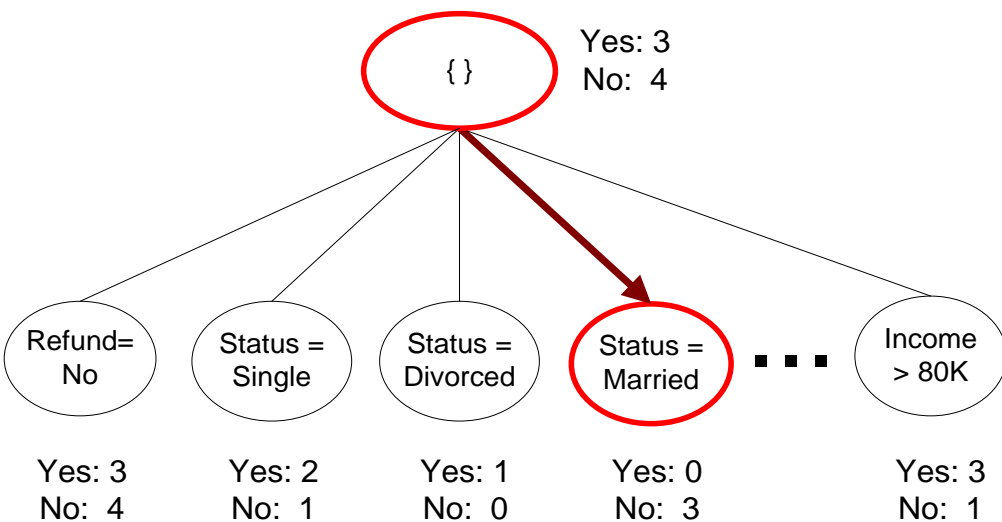 { }
Yes: 3
No: 4
Refund=
No
Status =
Single
Status =
Divorced
Status =
Married
Income
> 80K
Yes: 3
No: 4
Yes: 2
No: 1
Yes: 1
No: 0
Yes: 0
No: 3
Yes: 3
No: 1